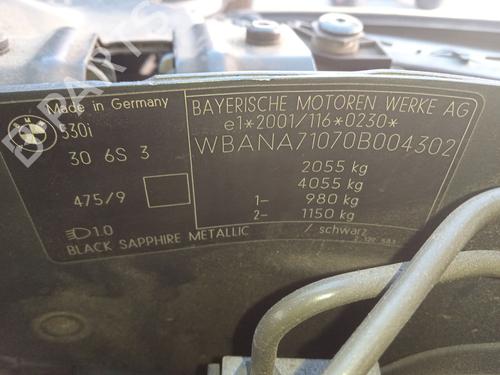 Made in Germany
BMW
530i
30 6S 3
475/9
1.0
BLACK SAPPHIRE METALLIC
BAYERISCHE MOTOREN WERKE AG
e1*2001/116*0230*
WBANA71070B004302
2055 kg
4055 kg
1- 980 kg
2- 1150 kg
/ schwarz